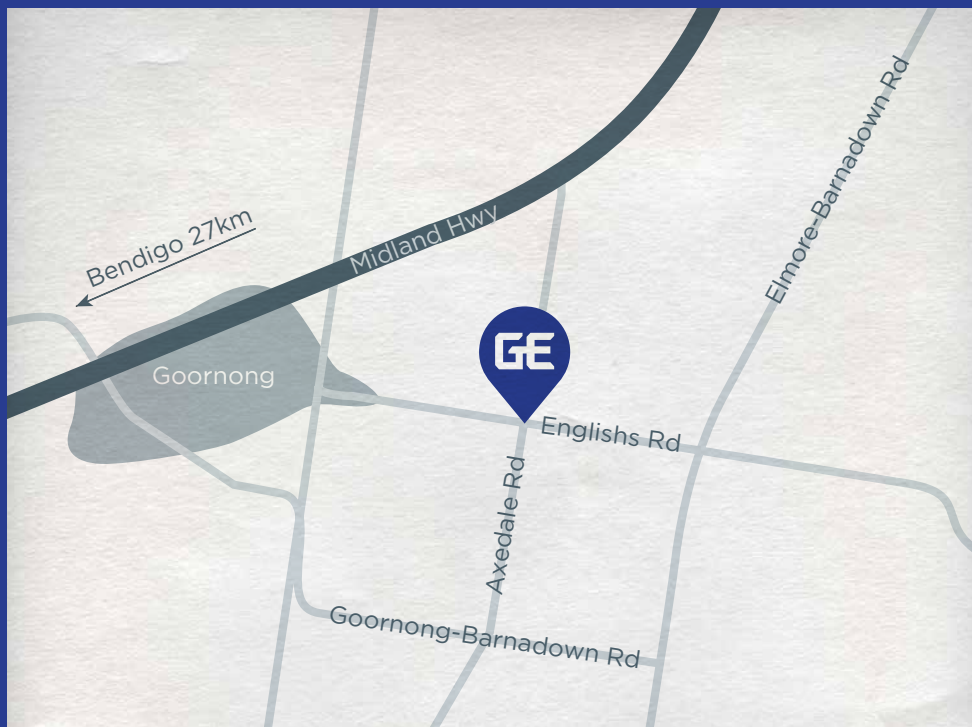 Elmore-Barnadown Rd
Midland Hwy
Bendigo 27km
GE
Goornong
Englishs Rd
Axedale Rd
Goornong-Barnadown Rd